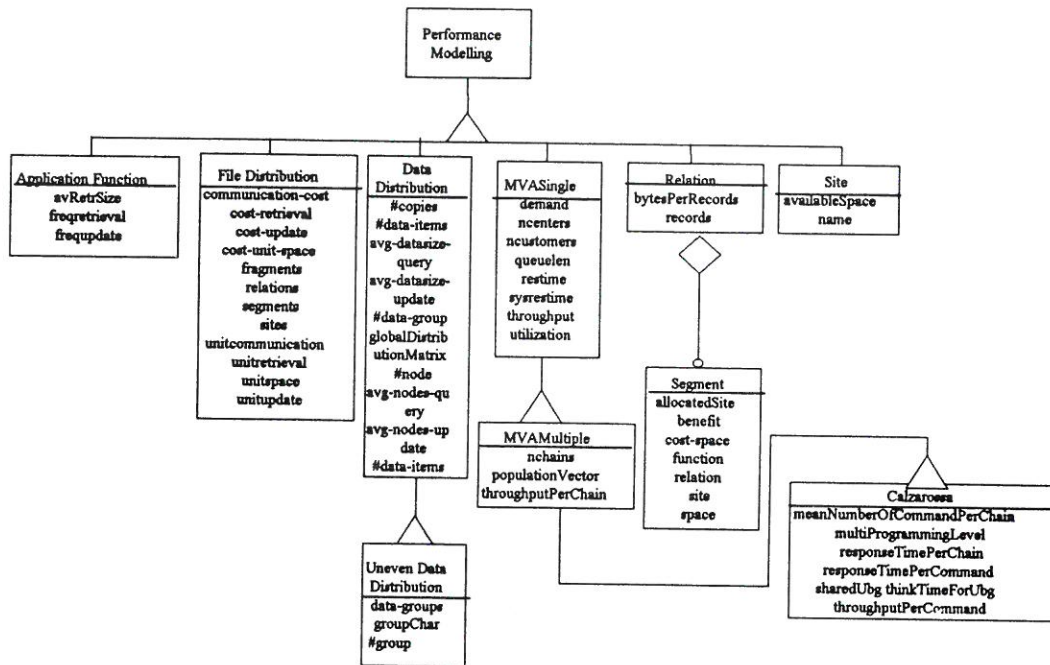 Performance
Modelling
Application Function
avRetrSize
freqretrieval
frequpdate
File Distribution
communication-cost
cost-retrieval
cost-update
cost-unit-space
fragments
relations
segments
sites
unitcommunication
unitretrieval
unitspace
unitupdate
Data
Distribution
#copies
#data-items
avg-datasize-
query
avg-datasize-
update
#data-group
globalDistrib
utionMatrix
#node
avg-nodes-qu
ery
avg-nodes-up
date
#data-items
MVASingle
demand
ncenters
ncustomers
queuelen
restime
sysrestime
throughput
utilization
Relation
bytesPerRecords
records
Site
availableSpace
name
Uneven Data
Distribution
data-groups
groupChar
#group
MVAMultiple
nchains
populationVector
throughputPerChain
Segment
allocatedSite
benefit
cost-space
function
relation
site
space
Calzarossa
meanNumberOfCommandPerChain
multiProgrammingLevel
responseTimePerChain
responseTimePerCommand
sharedUbg thinkTimeForUbg
throughputPerCommand